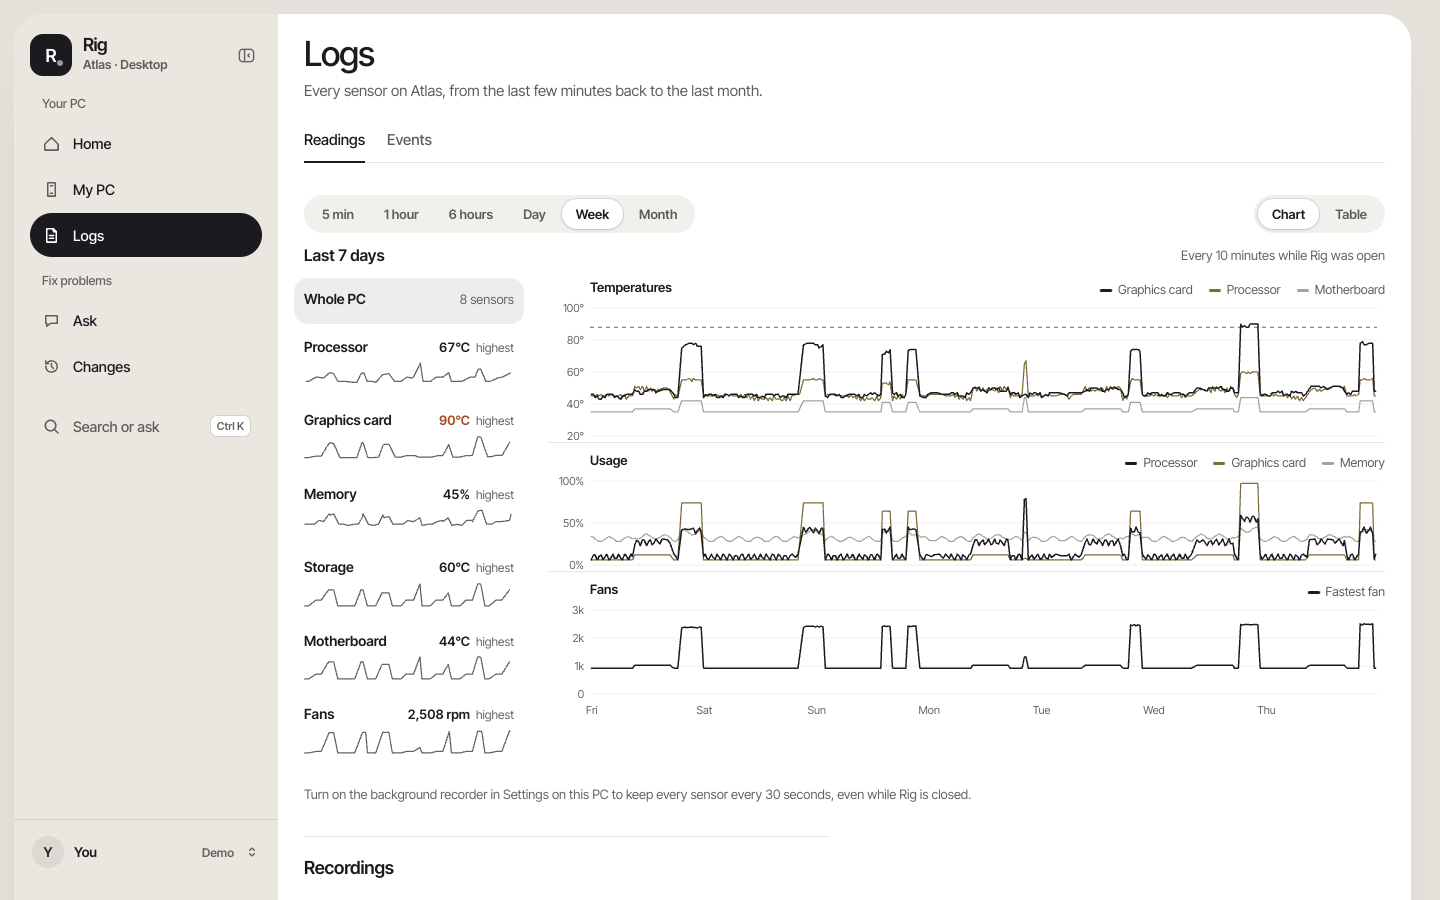 R.
Rig
Atlas · Desktop
Your PC
Home
My PC
Logs
Fix problems
Ask
Changes
Search or ask
Ctrl K
Y
You
Demo
Logs
Every sensor on Atlas, from the last few minutes back to the last month.
Readings
Events
5 min
1 hour
6 hours
Day
Week
Month
Chart
Table
Last 7 days
Every 10 minutes while Rig was open
Whole PC
8 sensors
Processor
67°C highest
Graphics card
90°C highest
Memory
45% highest
Storage
60°C highest
Motherboard
44°C highest
Fans
2,508 rpm highest
Temperatures
Graphics card
Processor
Motherboard
100°
80°
60°
40°
20°
Usage
Processor
Graphics card
Memory
100%
50%
0%
Fans
Fastest fan
3k
2k
1k
0
Fri
Sat
Sun
Mon
Tue
Wed
Thu
Turn on the background recorder in Settings on this PC to keep every sensor every 30 seconds, even while Rig is closed.
Recordings